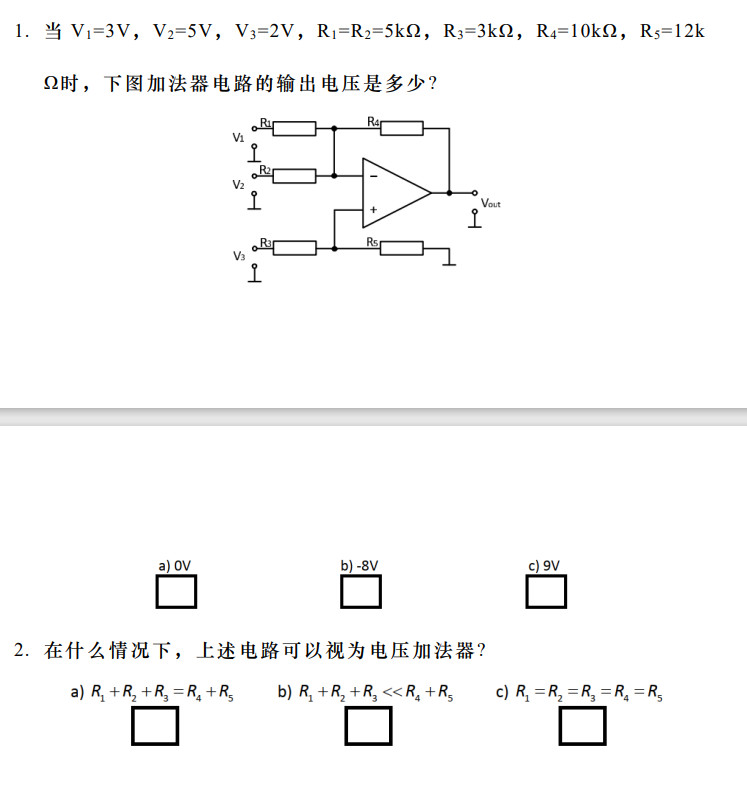 1. 当 V₁=3V，V₂=5V，V₃=2V，R₁=R₂=5kΩ，R₃=3kΩ，R₄=10kΩ，R₅=12k
Ω时，下图加法器电路的输出电压是多少？
R₁ R₄
V₁
R₂ −
V₂
Vout
+
R₃ R₅
V₃
a) 0V b) -8V c) 9V
2. 在什么情况下，上述电路可以视为电压加法器？
a) R₁+R₂+R₃=R₄+R₅ b) R₁+R₂+R₃<<R₄+R₅ c) R₁=R₂=R₃=R₄=R₅